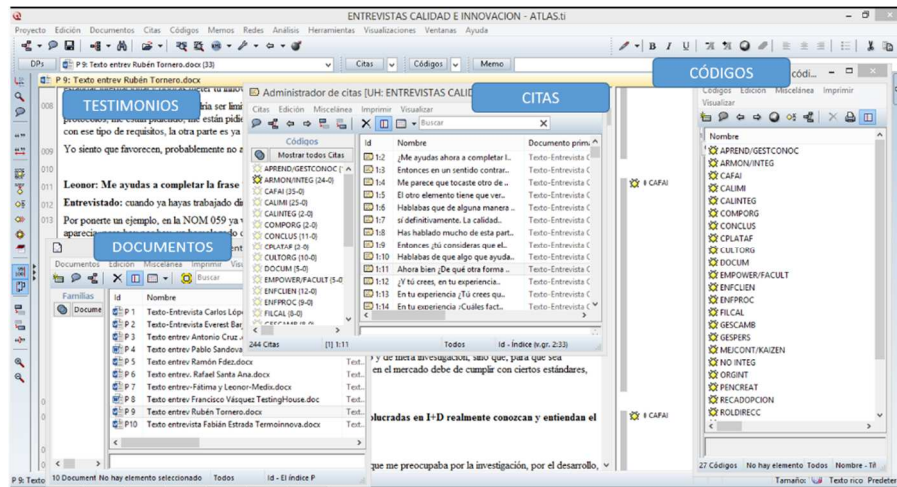 ENTREVISTAS CALIDAD E INNOVACION - ATLAS.ti
Proyecto Edición Documentos Citas Códigos Memos Redes Análisis Herramientas Visualizaciones Ventanas Ayuda
DPs P 9: Texto entrev Rubén Tornero.docx (33) Citas Códigos Memo
P 9: Texto entrev Rubén Tornero.docx
TESTIMONIOS
008
con ese tipo de requisitos, la otra parte es ya
009 Yo siento que favorecen, probablemente no a
010
011 Leonor: Me ayudas a completar la frase
012 Entrevistado: cuando ya hayas trabajado di
013 Por ponerte un ejemplo, en la NOM 059 ya v
CAFAI
Administrador de citas [UH: ENTREVISTAS CALI
CITAS
Citas Edición Miscelánea Imprimir Visualizar
Buscar
Códigos
Mostrar todos Citas
APREND/GESTCONOC
ARMON/INTEG (24-0)
CAFAI (35-0)
CALIMI (25-0)
CALINTEG (2-0)
COMPORG (2-0)
CONCLUS (11-0)
CPLATAF (3-0)
CULTORG (10-0)
DOCUM (5-0)
EMPOWER/FACULT (5-0
ENFCLIEN (12-0)
ENFPROC (9-0)
FILCAL (8-0)
Id Nombre Documento prim.
1:2 ¿Me ayudas ahora a completar l.. Texto-Entrevista C
1:3 Entonces en un sentido contrar.. Texto-Entrevista C
1:4 Me parece que tocaste otro de .. Texto-Entrevista C
1:5 El otro elemento tiene que ver.. Texto-Entrevista C
1:6 Hablabas que de alguna manera .. Texto-Entrevista C
1:7 sí definitivamente. La calidad.. Texto-Entrevista C
1:8 Has hablado mucho de esta part.. Texto-Entrevista C
1:9 Entonces ¿tú consideras que el.. Texto-Entrevista C
1:10 Hablabas de que algo que ayuda.. Texto-Entrevista C
1:11 Ahora bien ¿De qué otra forma .. Texto-Entrevista C
1:12 ¿Y tú crees, en tu experiencia.. Texto-Entrevista C
1:13 En tu experiencia ¿Tú crees qu.. Texto-Entrevista C
1:14 En tu experiencia ¿Cuáles fact.. Texto-Entrevista C
244 Citas [1] 1:11 Todos Id - Índice (v.gr. 2:33)
DOCUMENTOS
Documentos Edición Miscelánea Imprimir
Buscar
Familias
Docume
Id Nombre
P 1 Texto-Entrevista Carlos Lópe
P 2 Texto-Entrevista Everest Bar
P 3 Texto entrev Antonio Cruz
P 4 Texto entrev Pablo Sandova
P 5 Texto entrev Ramón Fdez.docx Text..
P 6 Texto entrev. Rafael Santa Ana.docx Text..
P 7 Texto entrev-Fátima y Leonor-Medix.docx Text..
P 8 Texto entrev Francisco Vásquez TestingHouse.doc Text..
P 9 Texto entrev Rubén Tornero.docx Text..
P10 Texto entrevista Fabián Estrada Termoinnova.docx Text..
10 Document No hay elemento seleccionado Todos Id - El índice P
y de mera investigación, sino que, para que sea
en el mercado debe de cumplir con ciertos estándares,
olucradas en I+D realmente conozcan y entiendan el
CAFAI
que me preocupaba por la investigación, por el desarrollo,
CÓDIGOS
códi...
Códigos Edición Miscelánea Imprimir
Visualizar
Nombre
APREND/GESTCONOC
ARMON/INTEG
CAFAI
CALIMI
CALINTEG
COMPORG
CONCLUS
CPLATAF
CULTORG
DOCUM
EMPOWER/FACULT
ENFCLIEN
ENFPROC
FILCAL
GESCAMB
GESPERS
MEJCONT/KAIZEN
NO INTEG
ORGINT
PENCREAT
RECADOPCION
ROLDIRECC
27 Códigos No hay elemento Todos Nombre - Tít
P 9: Texto
Tamaño: Texto rico Predeter